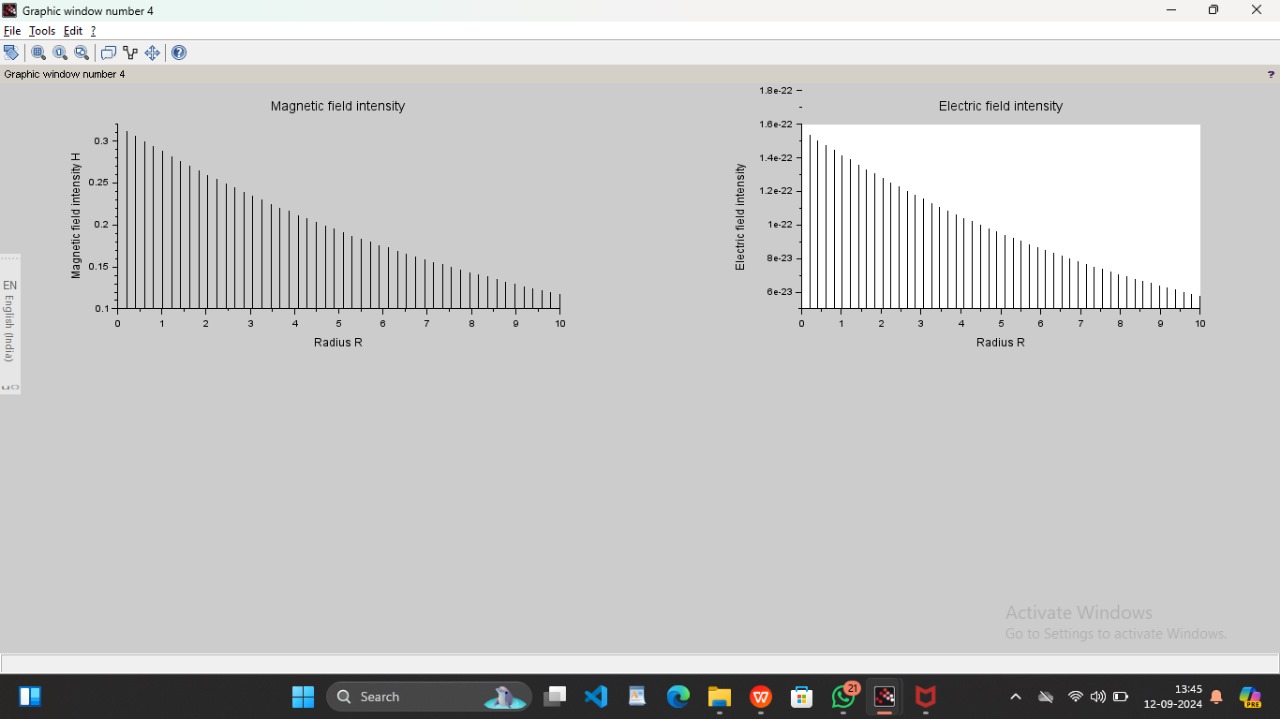 Graphic window number 4
File Tools Edit ?
Graphic window number 4
?
Magnetic field intensity
Magnetic field intensity H
0.3
0.25
0.2
0.15
0.1
0 1 2 3 4 5 6 7 8 9 10
Radius R
Electric field intensity
Electric field intensity
1.8e-22
1.6e-22
1.4e-22
1.2e-22
1e-22
8e-23
6e-23
0 1 2 3 4 5 6 7 8 9 10
Radius R
EN
English (India)
Activate Windows
Go to Settings to activate Windows.
Search
21
13:45
12-09-2024
PRE